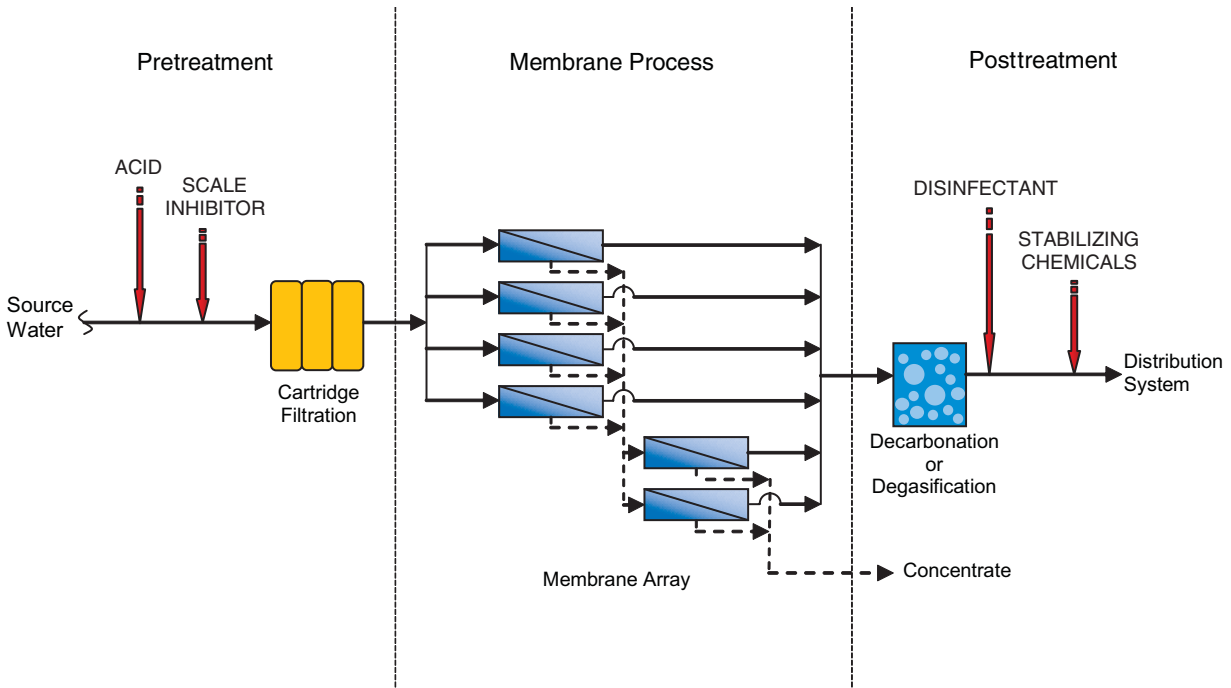 Pretreatment
Membrane Process
Posttreatment
ACID
SCALE
INHIBITOR
DISINFECTANT
STABILIZING
CHEMICALS
Source
Water
Cartridge
Filtration
Distribution
System
Decarbonation
or
Degasification
Membrane Array
Concentrate